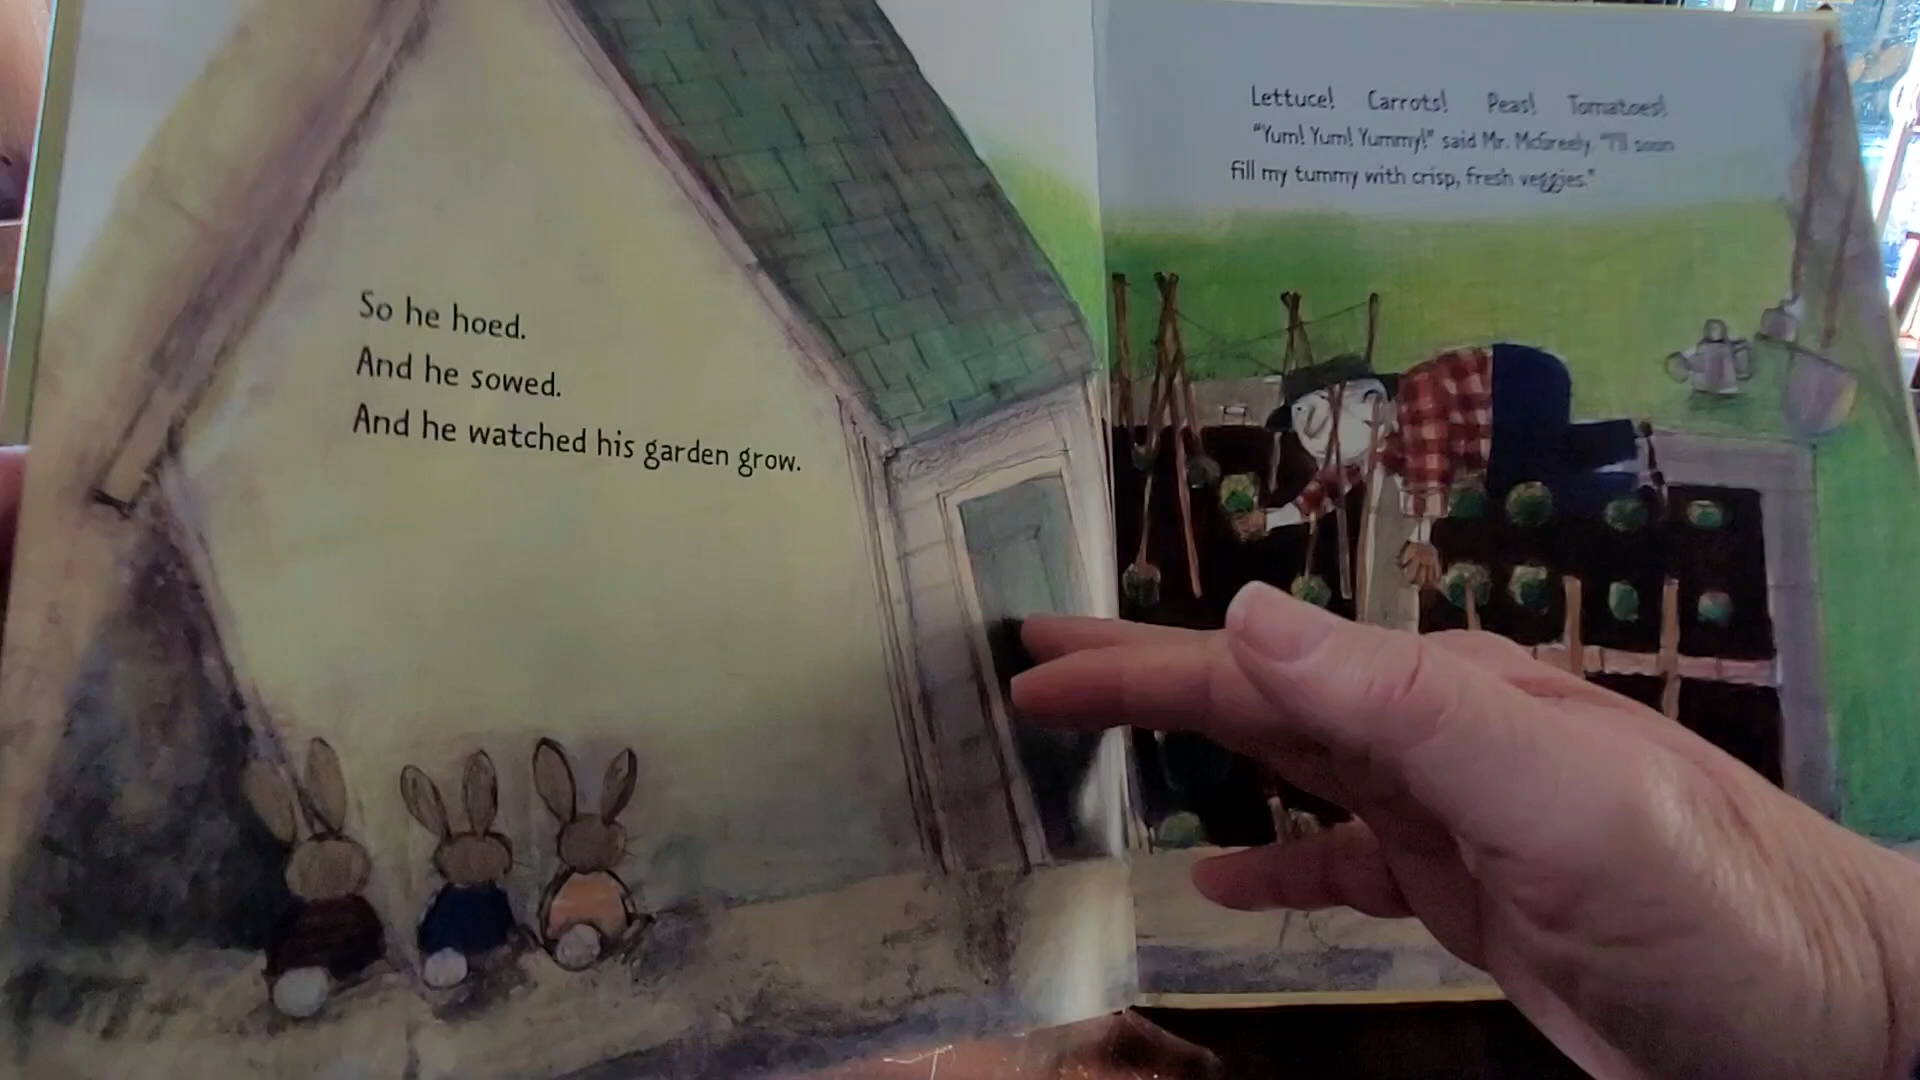 So he hoed.
And he sowed.
And he watched his garden grow.
Lettuce! Carrots! Peas! Tomatoes!
"Yum! Yum! Yummy!" said Mr. McGreely. "I'll soon
fill my tummy with crisp, fresh veggies."